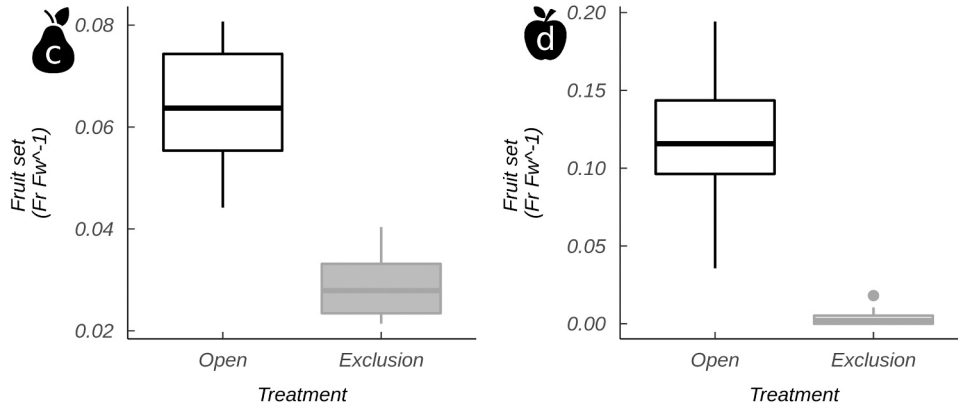 c
0.08
0.06
0.04
0.02
Fruit set
(Fr Fw^-1)
Open
Exclusion
Treatment
d
0.20
0.15
0.10
0.05
0.00
Fruit set
(Fr Fw^-1)
Open
Exclusion
Treatment